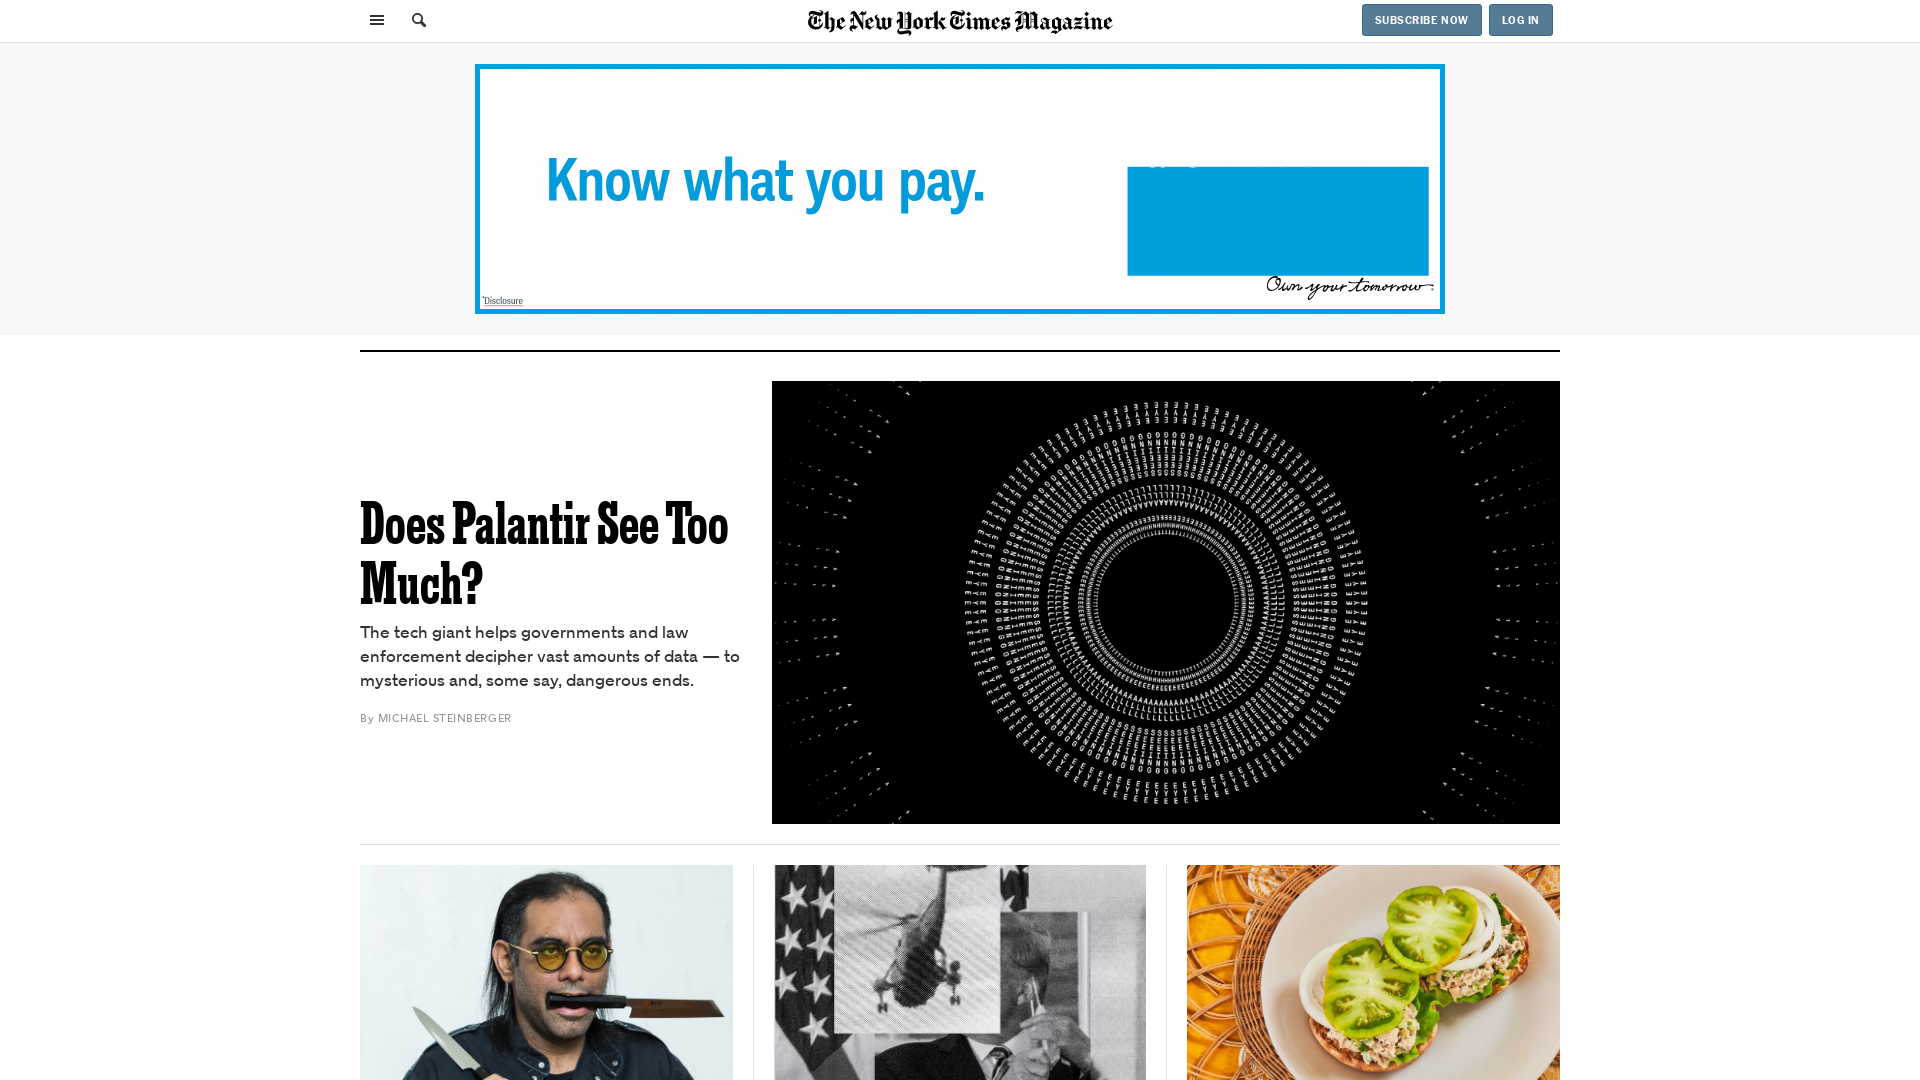 The New York Times Magazine
SUBSCRIBE NOW
LOG IN
Know what you pay.
Own your tomorrow
*Disclosure
Does Palantir See Too
Much?
The tech giant helps governments and law
enforcement decipher vast amounts of data — to
mysterious and, some say, dangerous ends.
By MICHAEL STEINBERGER